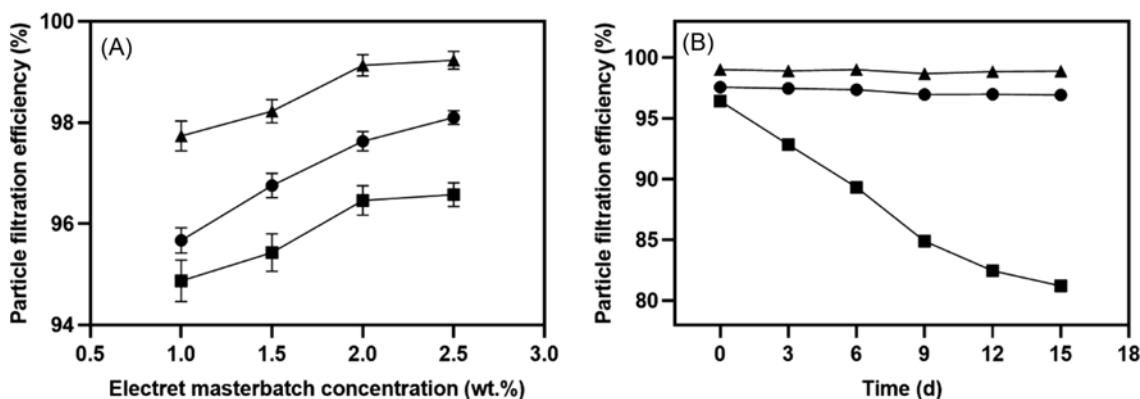 (A)
Particle filtration efficiency (%)
100
98
96
94
0.5 1.0 1.5 2.0 2.5 3.0
Electret masterbatch concentration (wt.%)
(B)
Particle filtration efficiency (%)
100
95
90
85
80
0 3 6 9 12 15 18
Time (d)